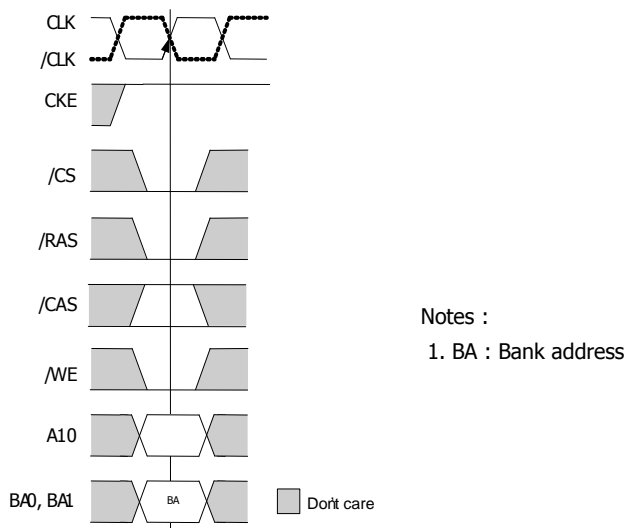 CLK
/CLK
CKE
/CS
/RAS
/CAS
/WE
A10
BA0, BA1
BA
Don't care
Notes :
1. BA : Bank address